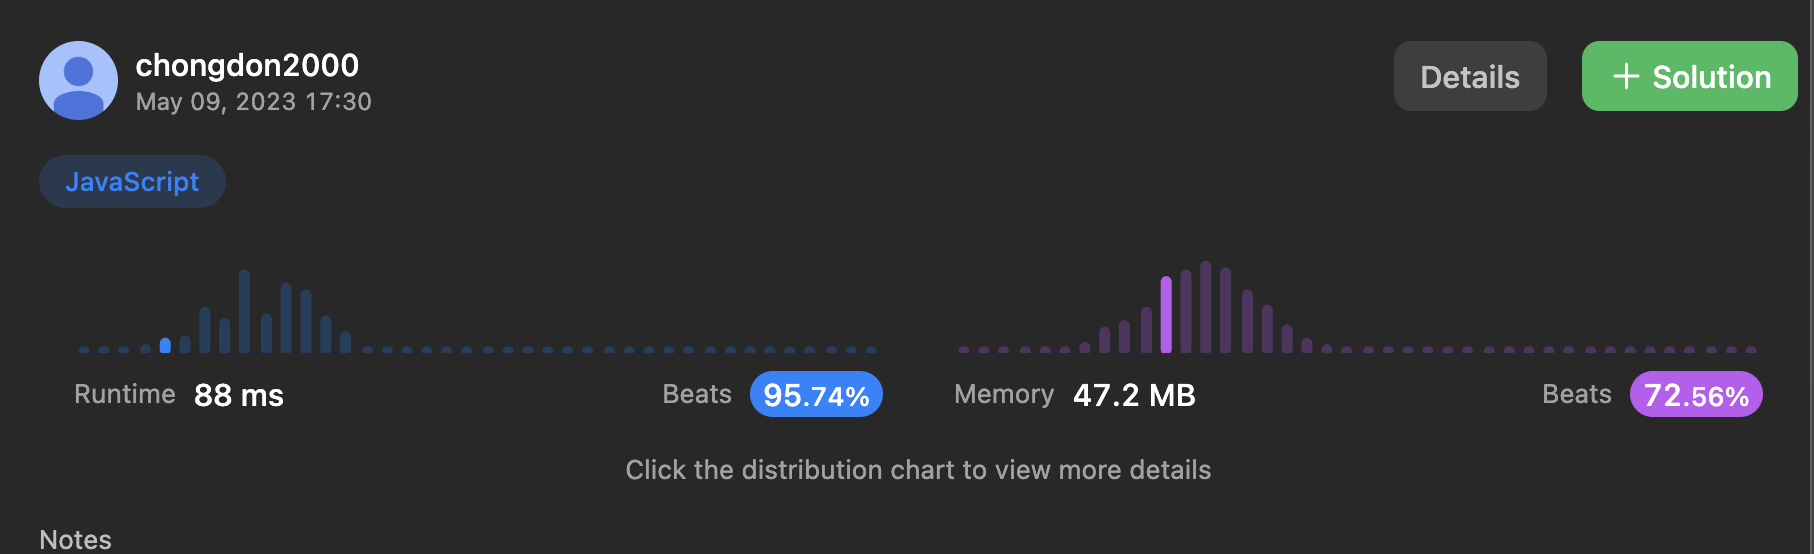 chongdon2000
May 09, 2023 17:30
Details
+ Solution
JavaScript
Runtime 88 ms Beats 95.74%
Memory 47.2 MB Beats 72.56%
Click the distribution chart to view more details
Notes